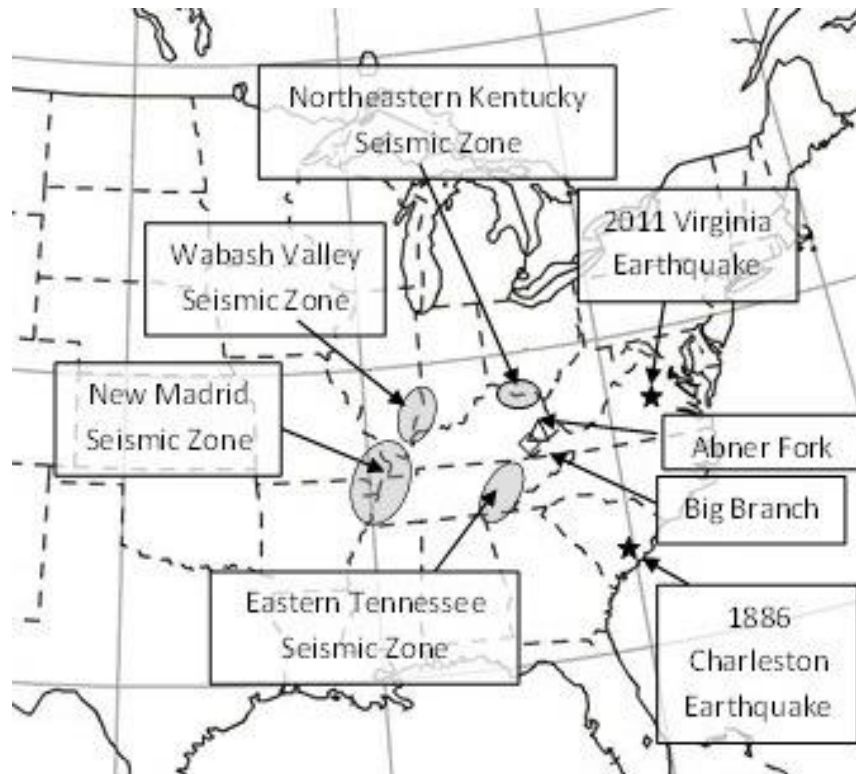 Northeastern Kentucky
Seismic Zone
2011 Virginia
Earthquake
Wabash Valley
Seismic Zone
New Madrid
Seismic Zone
Abner Fork
Big Branch
Eastern Tennessee
Seismic Zone
1886
Charleston
Earthquake